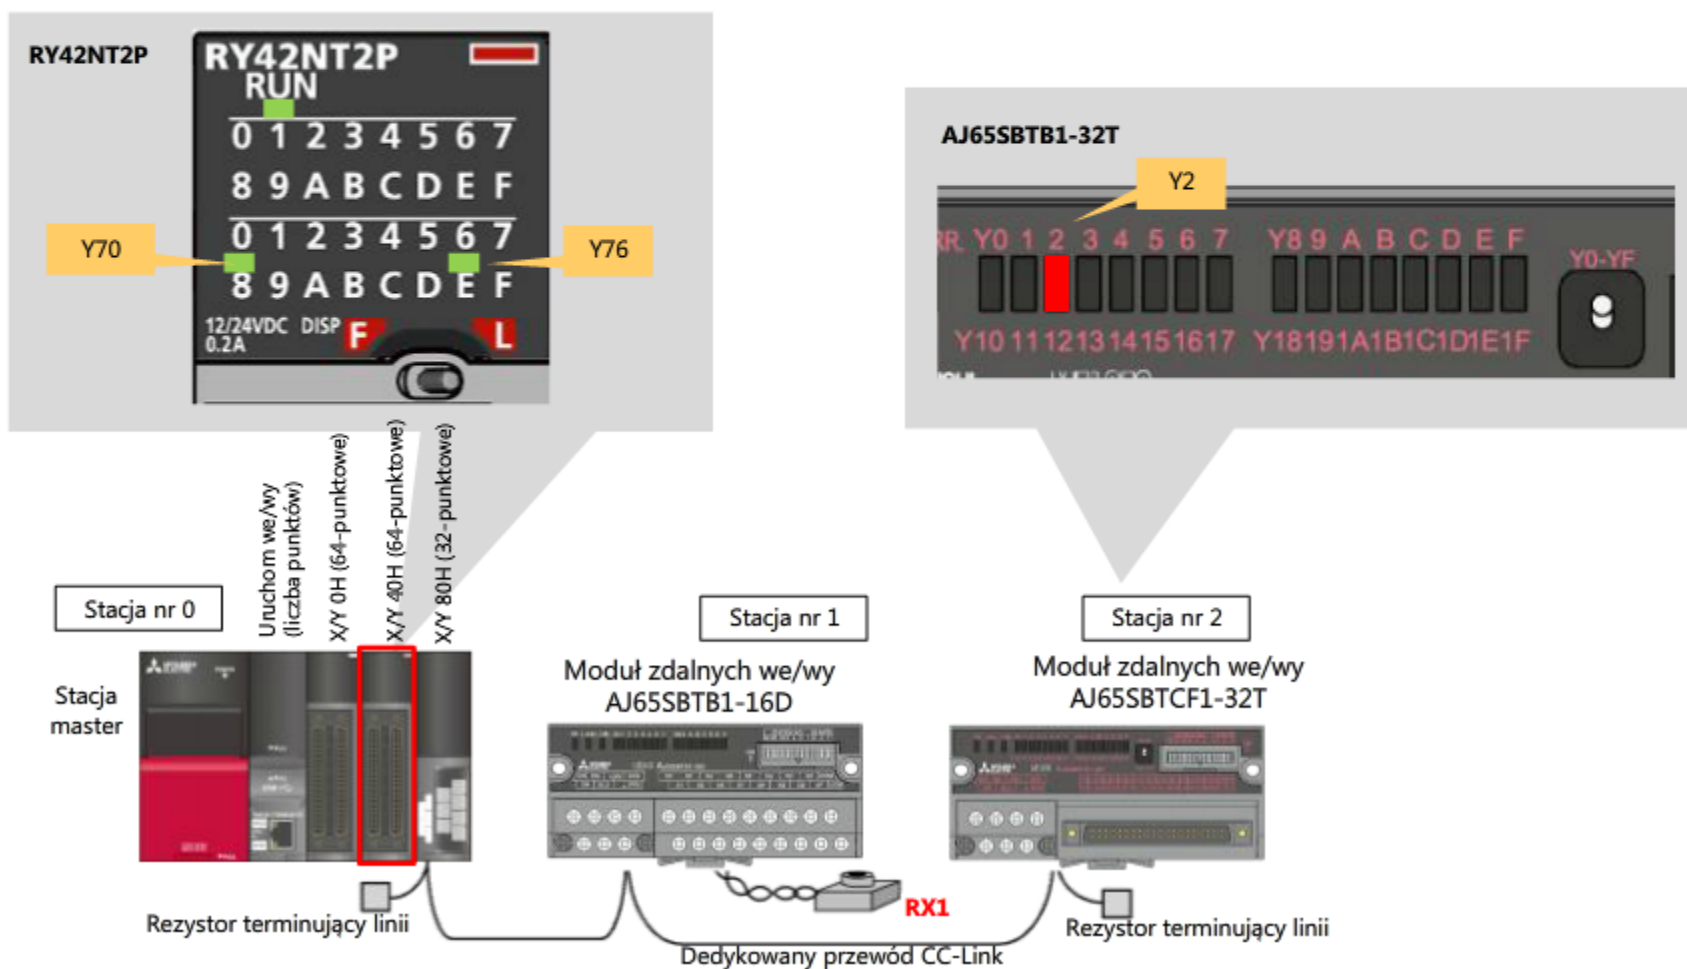 RY42NT2P
RY42NT2P
RUN
0 1 2 3 4 5 6 7
8 9 A B C D E F
0 1 2 3 4 5 6 7
8 9 A B C D E F
12/24VDC DISP F L
0.2A
Y70
Y76
AJ65SBTB1-32T
Y2
RR. Y0 1 2 3 4 5 6 7 Y8 9 A B C D E F
Y0-YF
Y10 11 12 13 14 15 16 17 Y18 19 1A 1B 1C 1D 1E 1F
Uruchom we/wy
(liczba punktów)
X/Y 0H (64-punktowe)
X/Y 40H (64-punktowe)
X/Y 80H (32-punktowe)
Stacja nr 0
Stacja nr 1
Stacja nr 2
Stacja
master
Moduł zdalnych we/wy
AJ65SBTB1-16D
Moduł zdalnych we/wy
AJ65SBTCF1-32T
RX1
Rezystor terminujący linii
Rezystor terminujący linii
Dedykowany przewód CC-Link